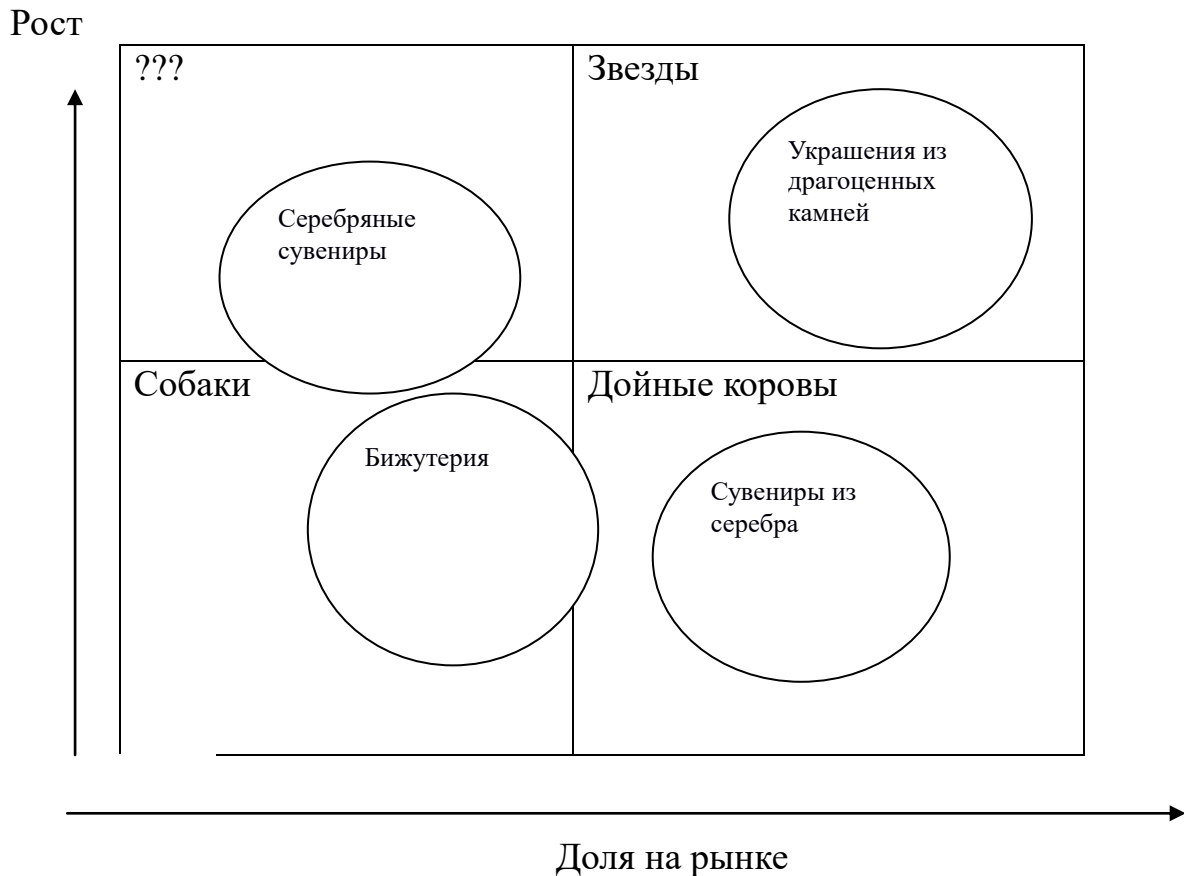 Рост
???
Звезды
Украшения из
драгоценных
камней
Серебряные
сувениры
Собаки
Дойные коровы
Бижутерия
Сувениры из
серебра
Доля на рынке